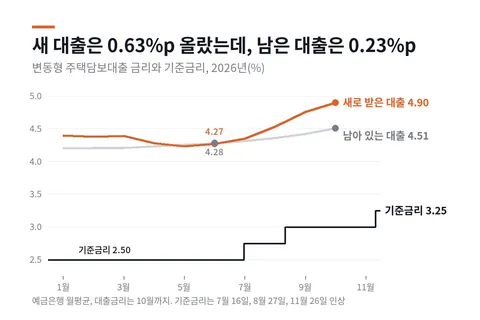 새 대출은 0.63%p 올랐는데, 남은 대출은 0.23%p
변동형 주택담보대출 금리와 기준금리, 2026년(%)
5.0
새로 받은 대출 4.90
4.5
4.27
남아 있는 대출 4.51
4.28
4.0
3.5
기준금리 3.25
3.0
기준금리 2.50
2.5
1월 3월 5월 7월 9월 11월
예금은행 월평균, 대출금리는 10월까지. 기준금리는 7월 16일, 8월 27일, 11월 26일 인상